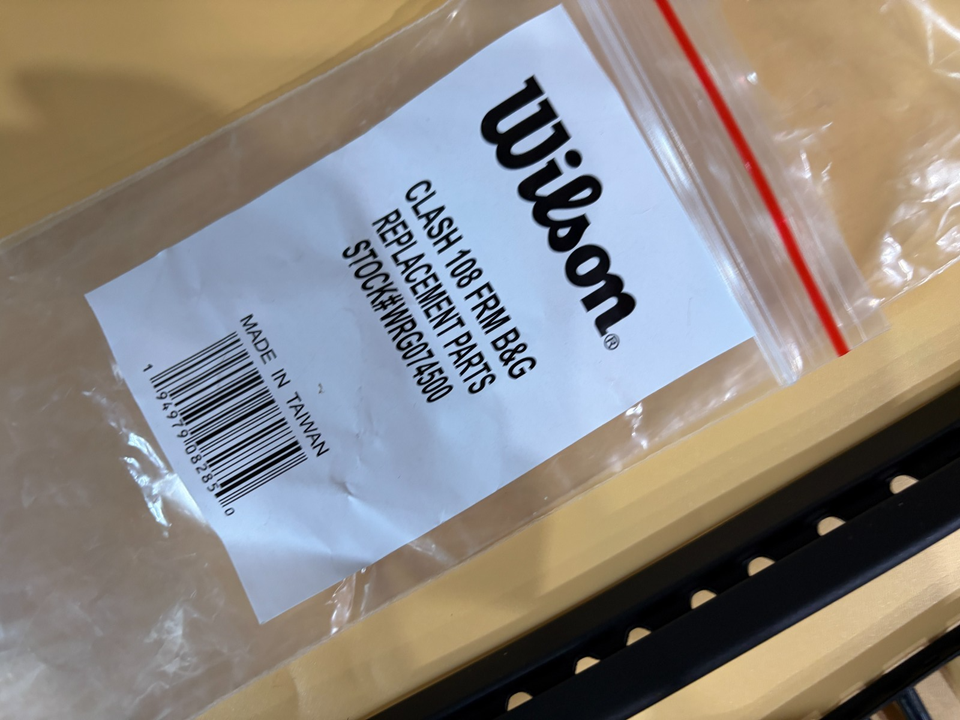 Wilson®
CLASH 108 FRM B&G
REPLACEMENT PARTS
STOCK#WRG074500
MADE IN TAIWAN
1 94979 08285 0